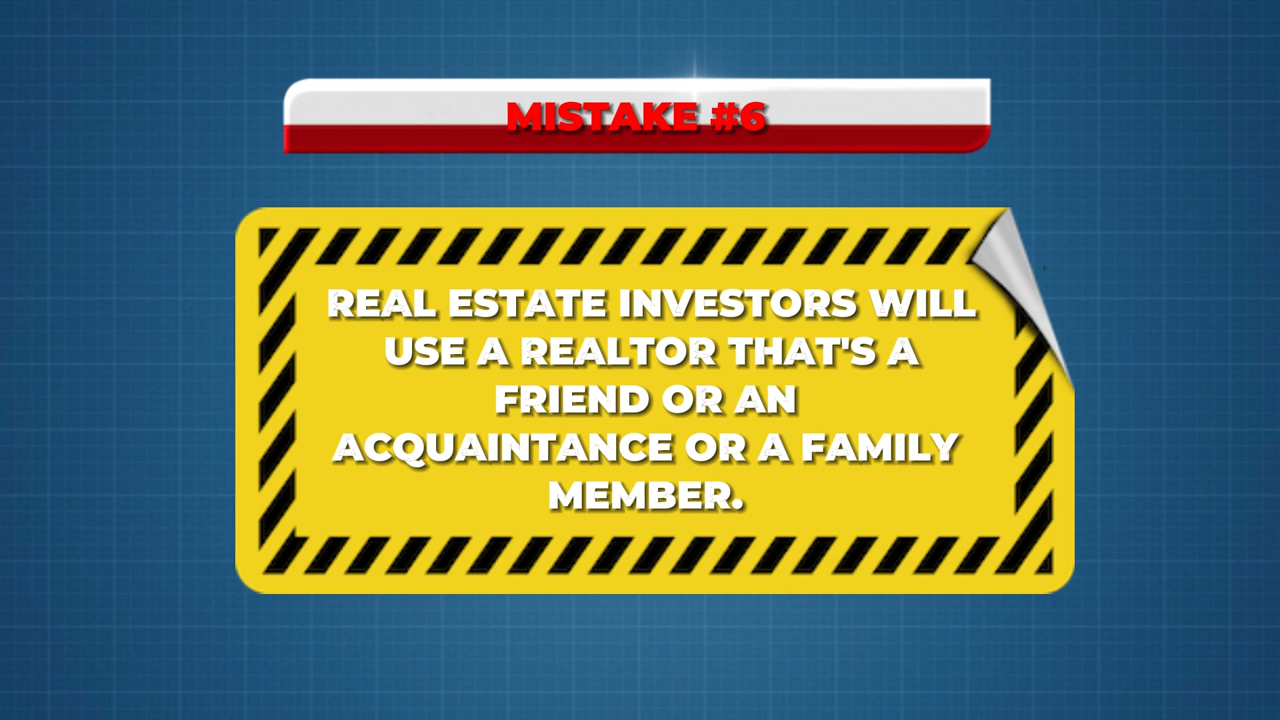 MISTAKE #6
REAL ESTATE INVESTORS WILL
USE A REALTOR THAT'S A
FRIEND OR AN
ACQUAINTANCE OR A FAMILY
MEMBER.